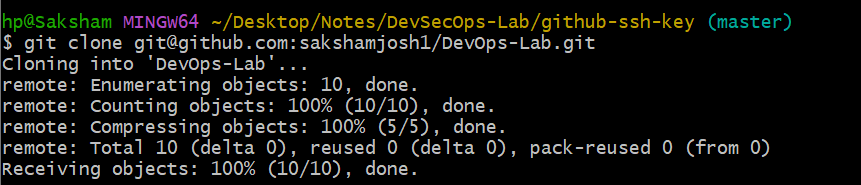 hp@Saksham MINGW64 ~/Desktop/Notes/DevSecOps-Lab/github-ssh-key (master)
$ git clone git@github.com:sakshamjosh1/DevOps-Lab.git
Cloning into 'DevOps-Lab'...
remote: Enumerating objects: 10, done.
remote: Counting objects: 100% (10/10), done.
remote: Compressing objects: 100% (5/5), done.
remote: Total 10 (delta 0), reused 0 (delta 0), pack-reused 0 (from 0)
Receiving objects: 100% (10/10), done.